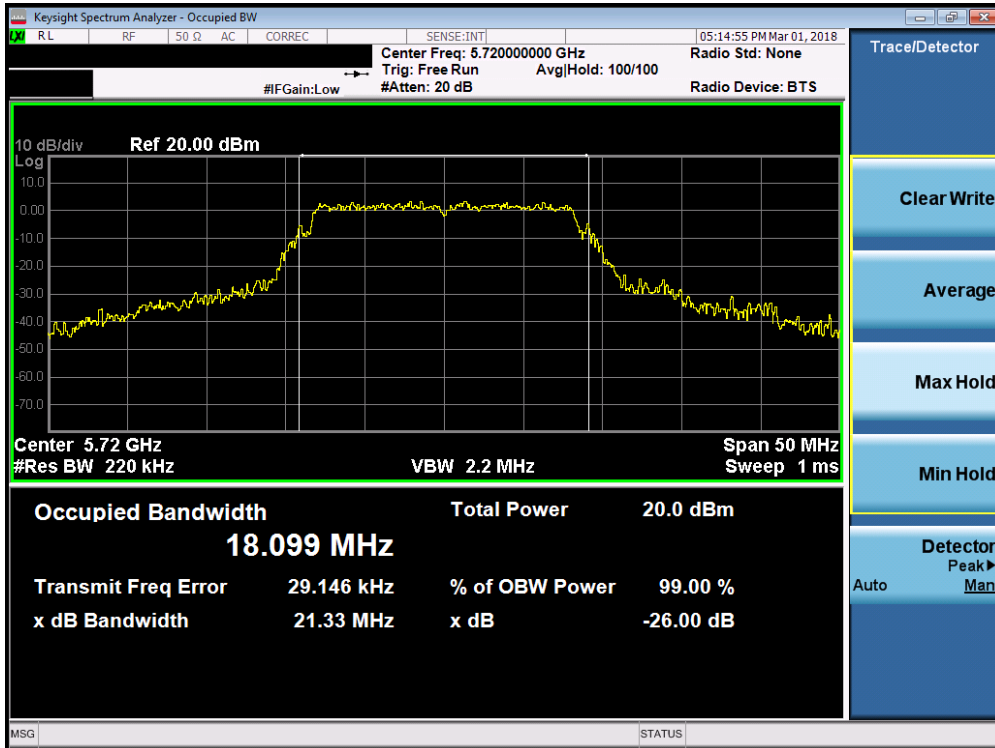 Keysight Spectrum Analyzer - Occupied BW
LXI RL RF 50 Ω AC CORREC SENSE:INT 05:14:55 PM Mar 01, 2018
Center Freq: 5.720000000 GHz Radio Std: None
Trig: Free Run Avg|Hold: 100/100
#IFGain:Low #Atten: 20 dB Radio Device: BTS
Trace/Detector
10 dB/div Ref 20.00 dBm
Log
10.0
0.00
-10.0
-20.0
-30.0
-40.0
-50.0
-60.0
-70.0
Center 5.72 GHz Span 50 MHz
#Res BW 220 kHz VBW 2.2 MHz Sweep 1 ms
Occupied Bandwidth Total Power 20.0 dBm
18.099 MHz
Transmit Freq Error 29.146 kHz % of OBW Power 99.00 %
x dB Bandwidth 21.33 MHz x dB -26.00 dB
Clear Write
Average
Max Hold
Min Hold
Detector
Peak▶
Auto Man
MSG STATUS